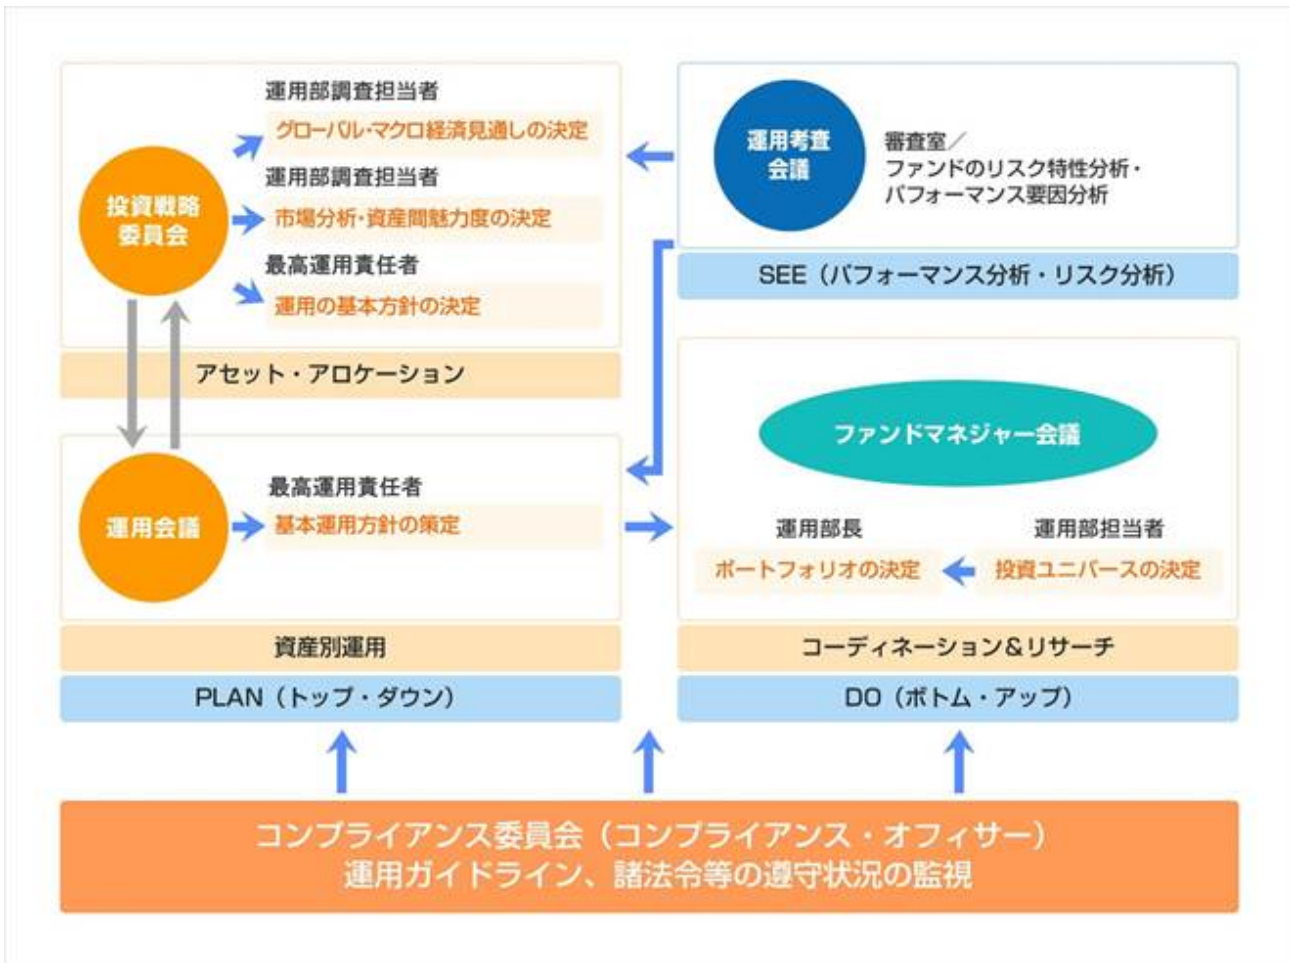 運用部調査担当者
グローバル・マクロ経済見通しの決定
投資戦略
委員会
運用部調査担当者
市場分析・資産間魅力度の決定
最高運用責任者
運用の基本方針の決定
アセット・アロケーション
運用考査
会議
審査室／
ファンドのリスク特性分析・
パフォーマンス要因分析
SEE（パフォーマンス分析・リスク分析）
運用会議
最高運用責任者
基本運用方針の策定
資産別運用
PLAN（トップ・ダウン）
ファンドマネジャー会議
運用部長
ポートフォリオの決定
運用部担当者
投資ユニバースの決定
コーディネーション＆リサーチ
DO（ボトム・アップ）
コンプライアンス委員会（コンプライアンス・オフィサー）
運用ガイドライン、諸法令等の遵守状況の監視